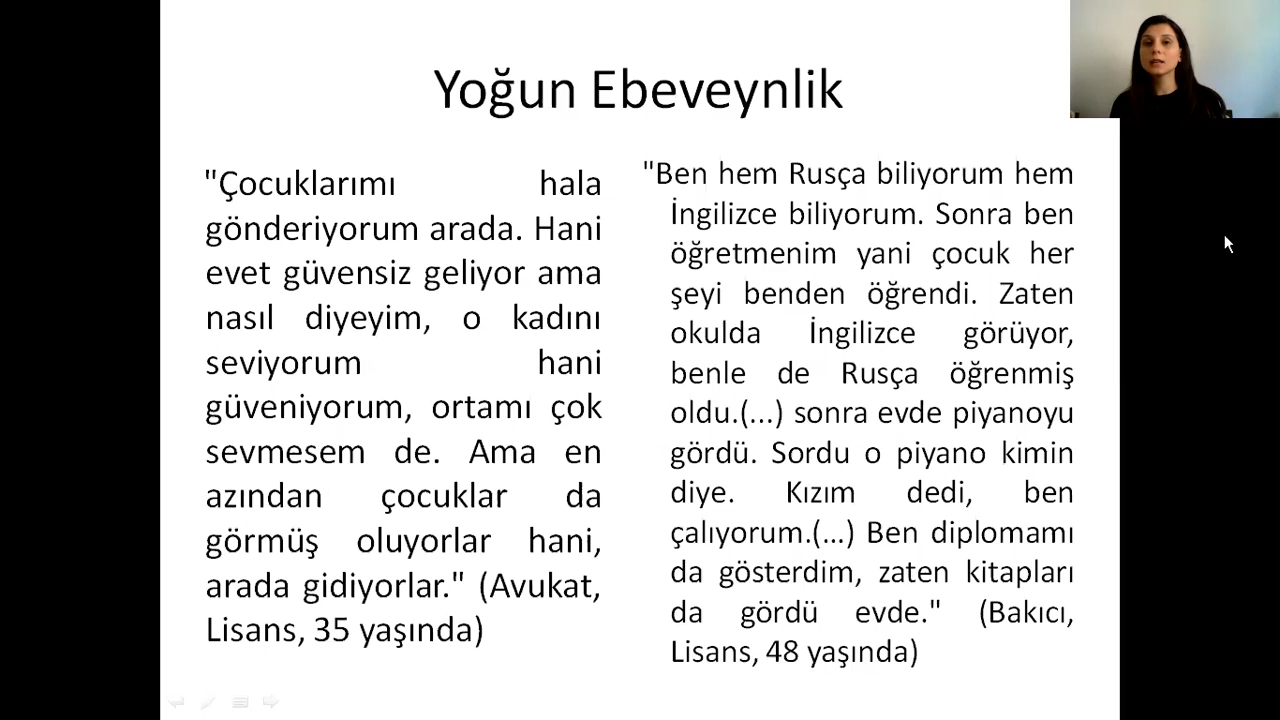 Yoğun Ebeveynlik
"Çocuklarımı hala
gönderiyorum arada. Hani
evet güvensiz geliyor ama
nasıl diyeyim, o kadını
seviyorum hani
güveniyorum, ortamı çok
sevmesem de. Ama en
azından çocuklar da
görmüş oluyorlar hani,
arada gidiyorlar." (Avukat,
Lisans, 35 yaşında)
"Ben hem Rusça biliyorum hem
İngilizce biliyorum. Sonra ben
öğretmenim yani çocuk her
şeyi benden öğrendi. Zaten
okulda İngilizce görüyor,
benle de Rusça öğrenmiş
oldu.(...) sonra evde piyanoyu
gördü. Sordu o piyano kimin
diye. Kızım dedi, ben
çalıyorum.(...) Ben diplomamı
da gösterdim, zaten kitapları
da gördü evde." (Bakıcı,
Lisans, 48 yaşında)